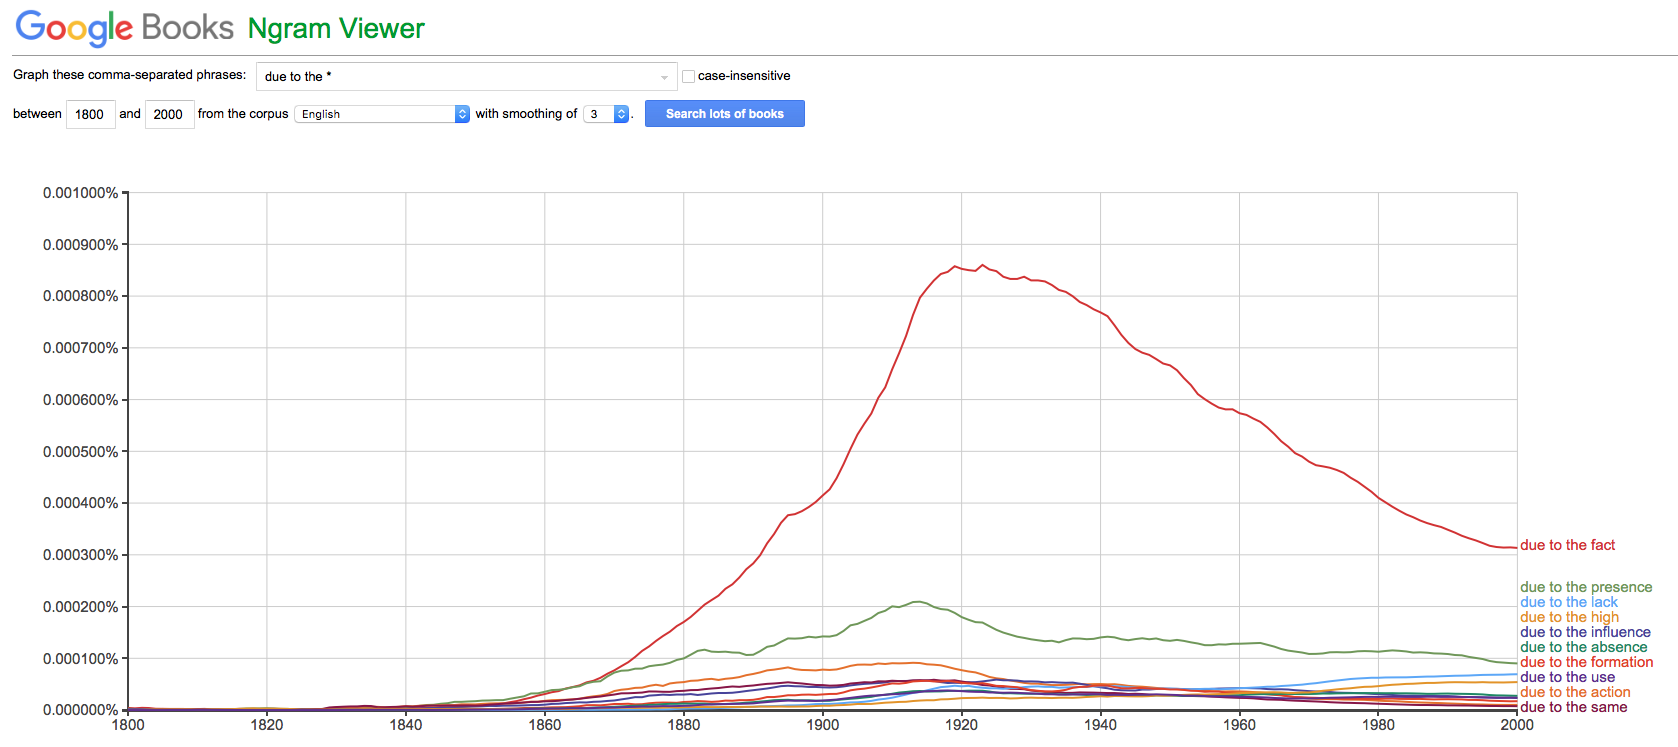 Google Books Ngram Viewer
Graph these comma-separated phrases: due to the * case-insensitive
between 1800 and 2000 from the corpus English with smoothing of 3 . Search lots of books
0.001000%
0.000900%
0.000800%
0.000700%
0.000600%
0.000500%
0.000400%
0.000300%
0.000200%
0.000100%
0.000000%
due to the fact
due to the presence
due to the lack
due to the high
due to the influence
due to the absence
due to the formation
due to the use
due to the action
due to the same
1800 1820 1840 1860 1880 1900 1920 1940 1960 1980 2000